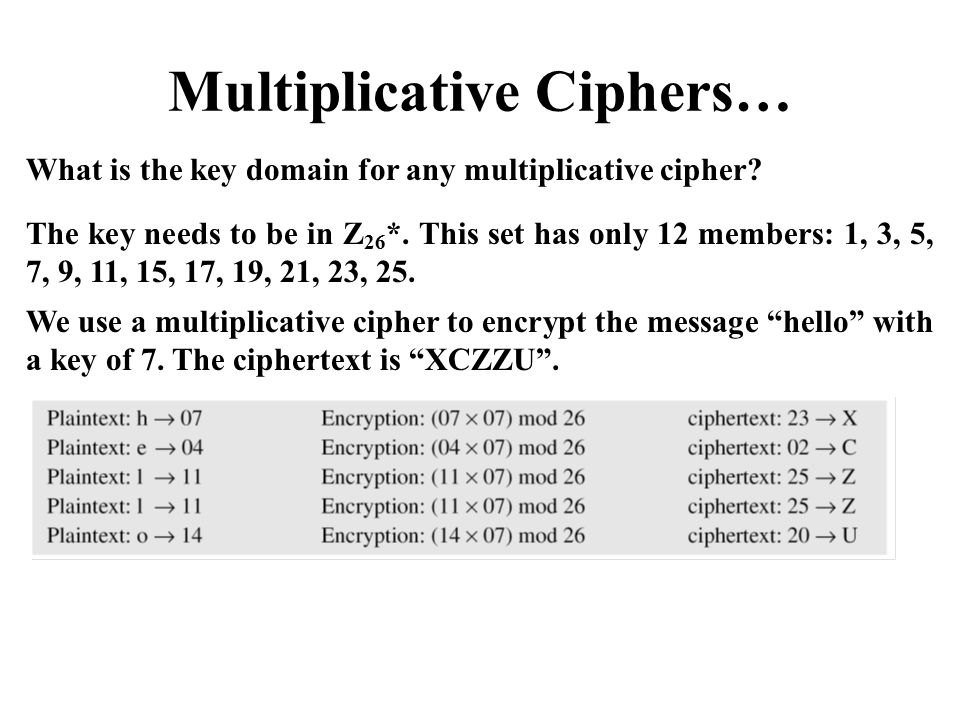 Multiplicative Ciphers…
What is the key domain for any multiplicative cipher?
The key needs to be in Z₂₆*. This set has only 12 members: 1, 3, 5,
7, 9, 11, 15, 17, 19, 21, 23, 25.
We use a multiplicative cipher to encrypt the message “hello” with
a key of 7. The ciphertext is “XCZZU”.
Plaintext: h → 07 Encryption: (07 × 07) mod 26 ciphertext: 23 → X
Plaintext: e → 04 Encryption: (04 × 07) mod 26 ciphertext: 02 → C
Plaintext: l → 11 Encryption: (11 × 07) mod 26 ciphertext: 25 → Z
Plaintext: l → 11 Encryption: (11 × 07) mod 26 ciphertext: 25 → Z
Plaintext: o → 14 Encryption: (14 × 07) mod 26 ciphertext: 20 → U